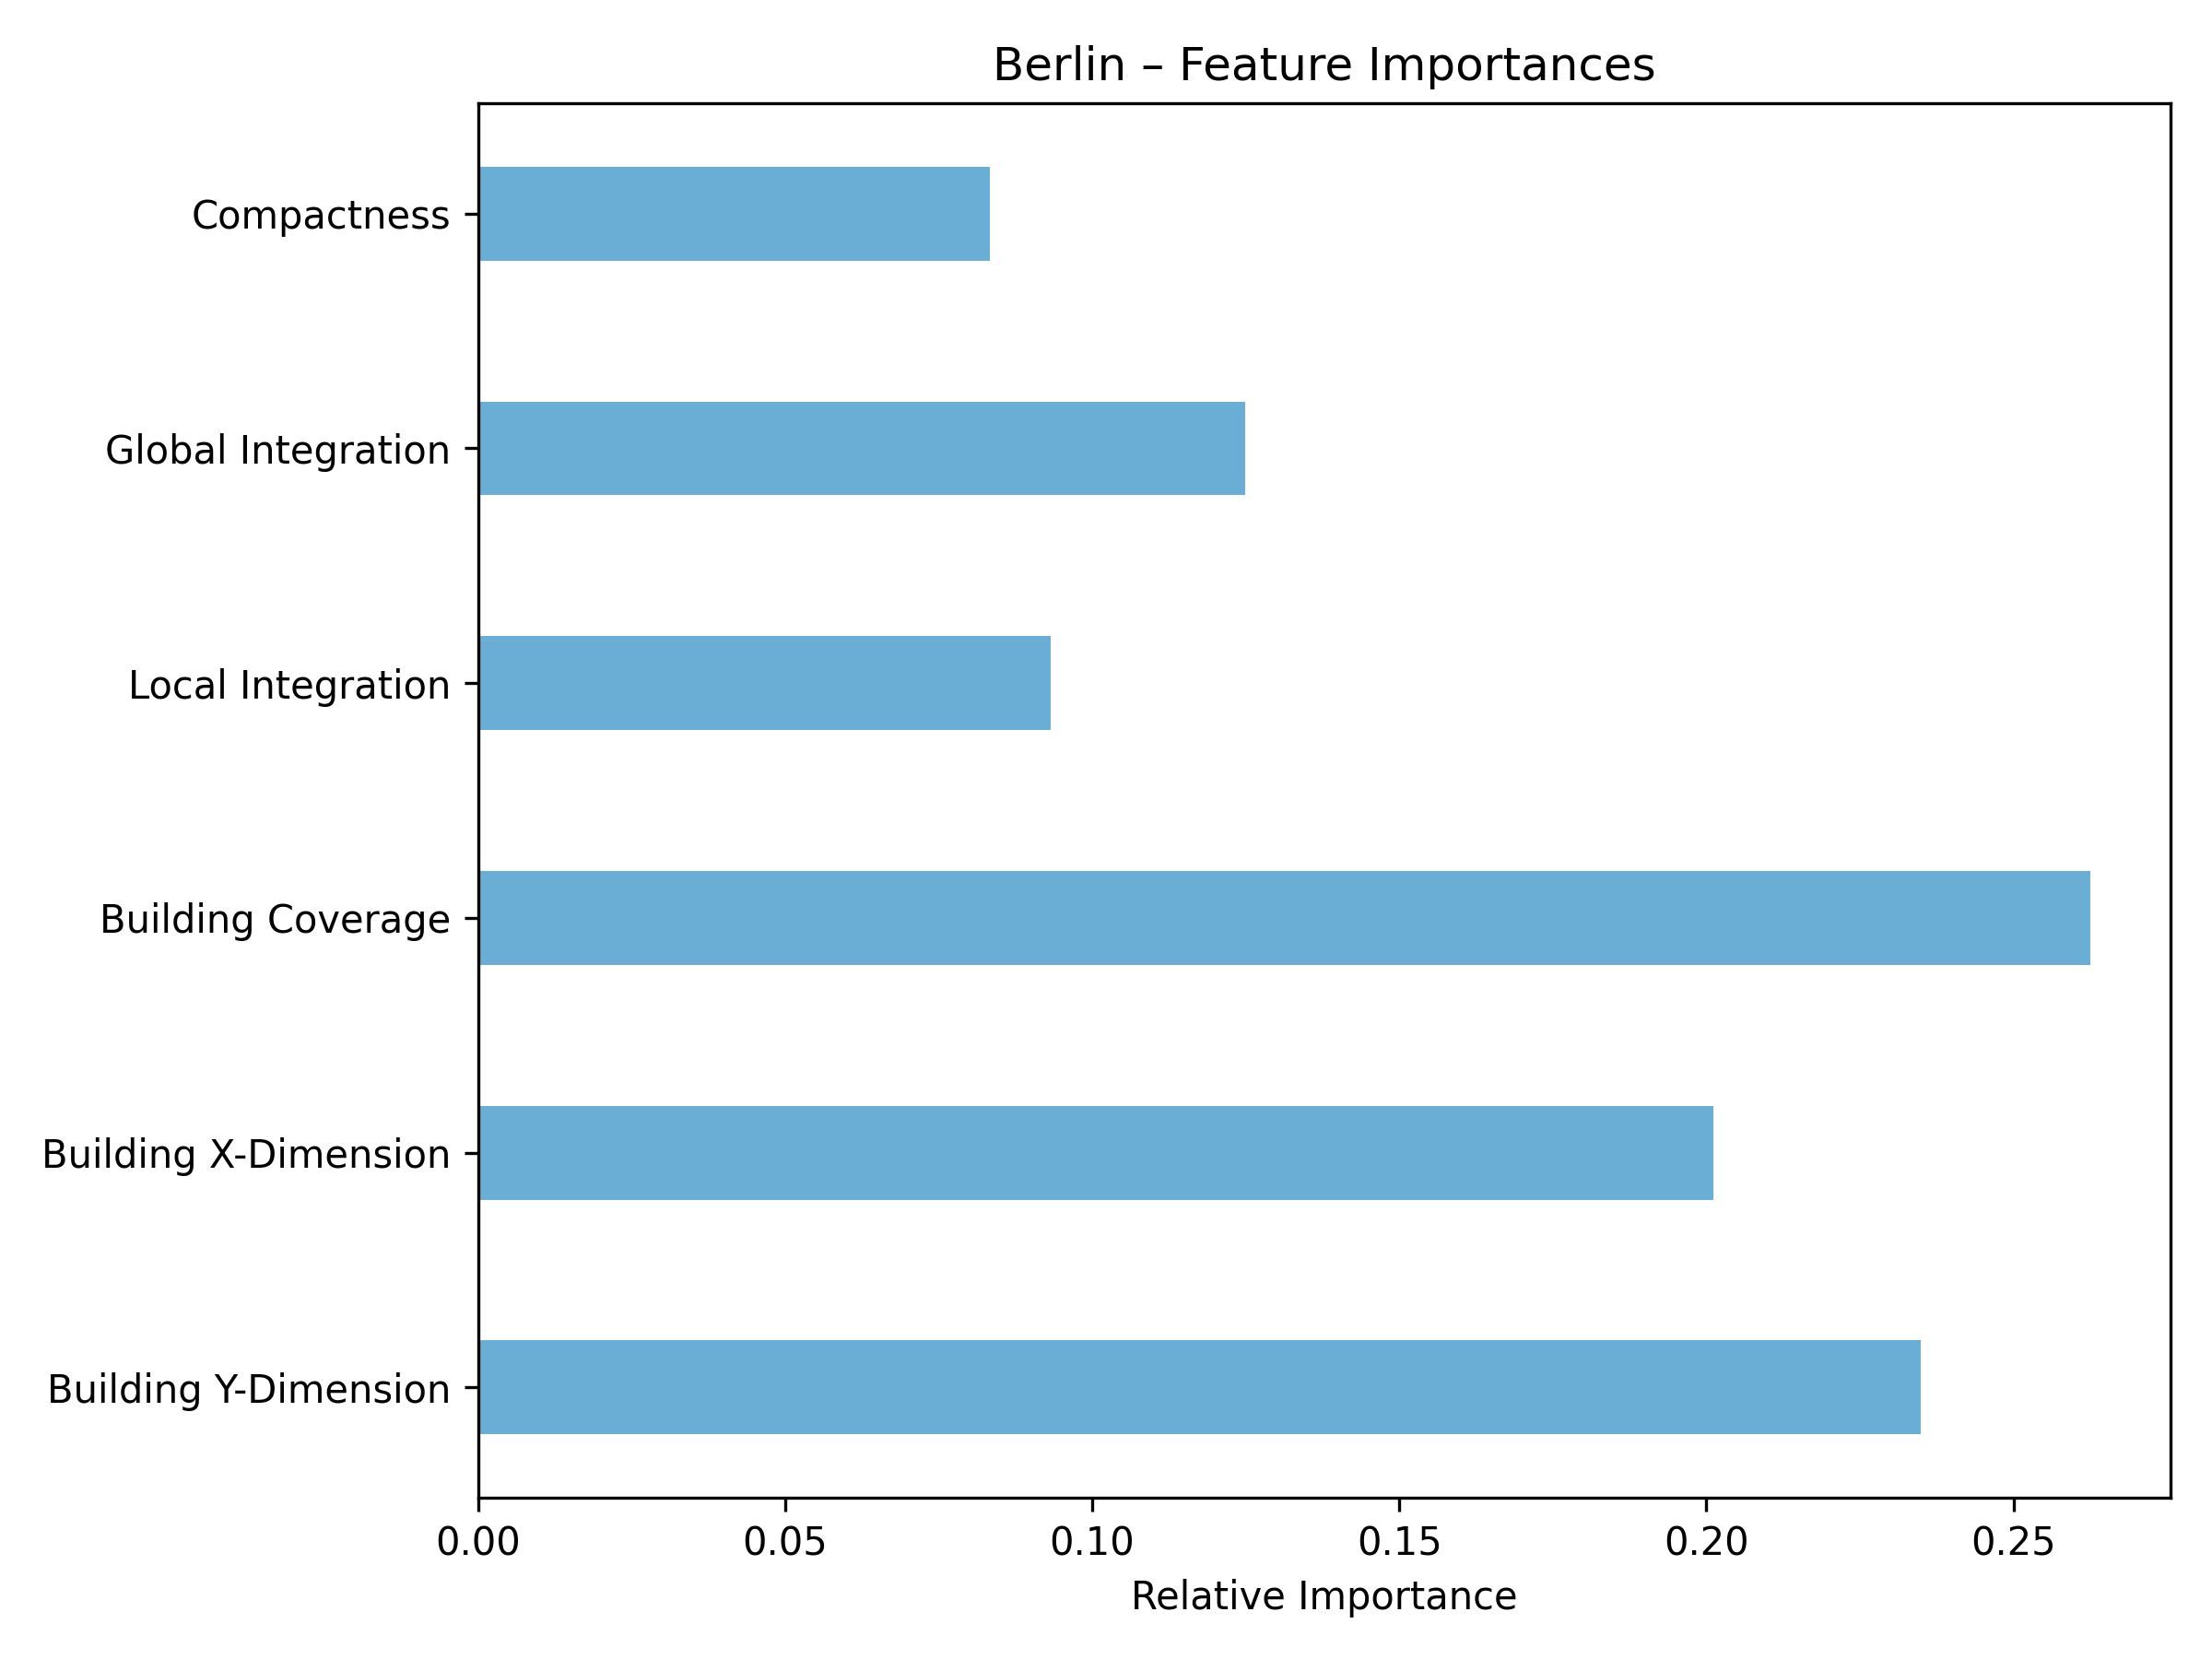 Berlin – Feature Importances
Compactness
Global Integration
Local Integration
Building Coverage
Building X-Dimension
Building Y-Dimension
0.00 0.05 0.10 0.15 0.20 0.25
Relative Importance